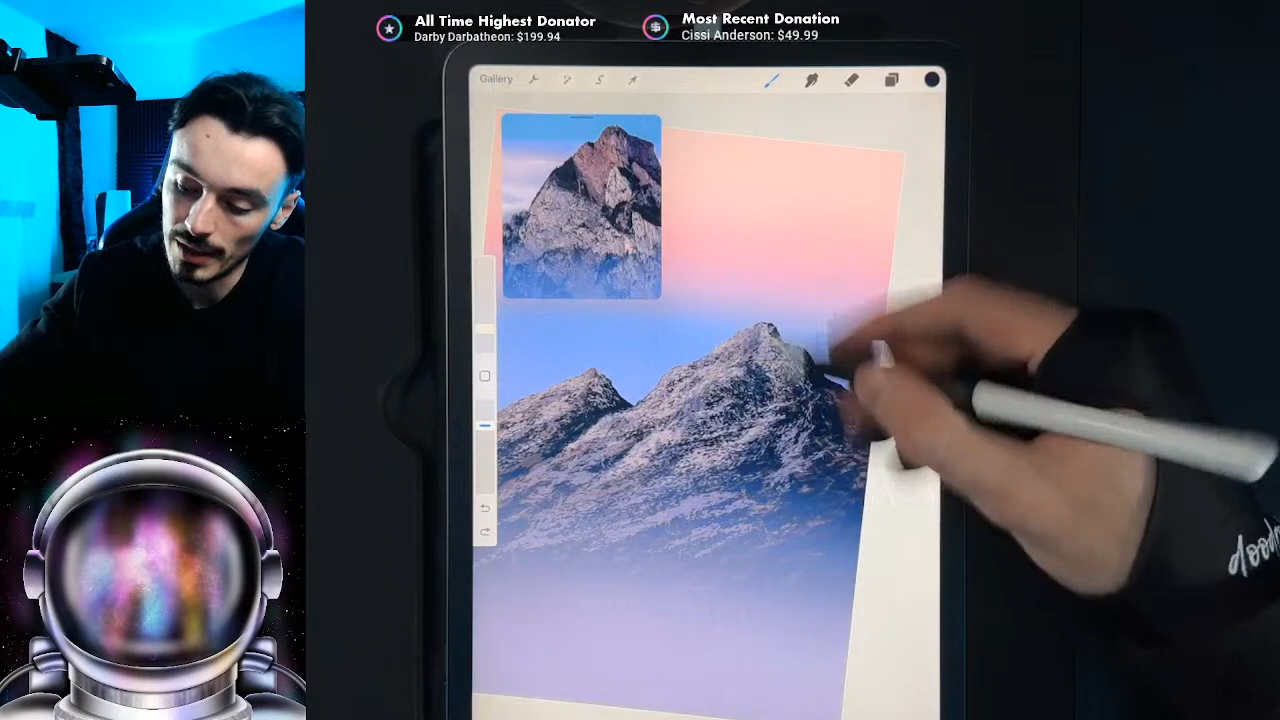 All Time Highest Donator
Darby Darbatheon: $199.94
Most Recent Donation
Cissi Anderson: $49.99
Gallery